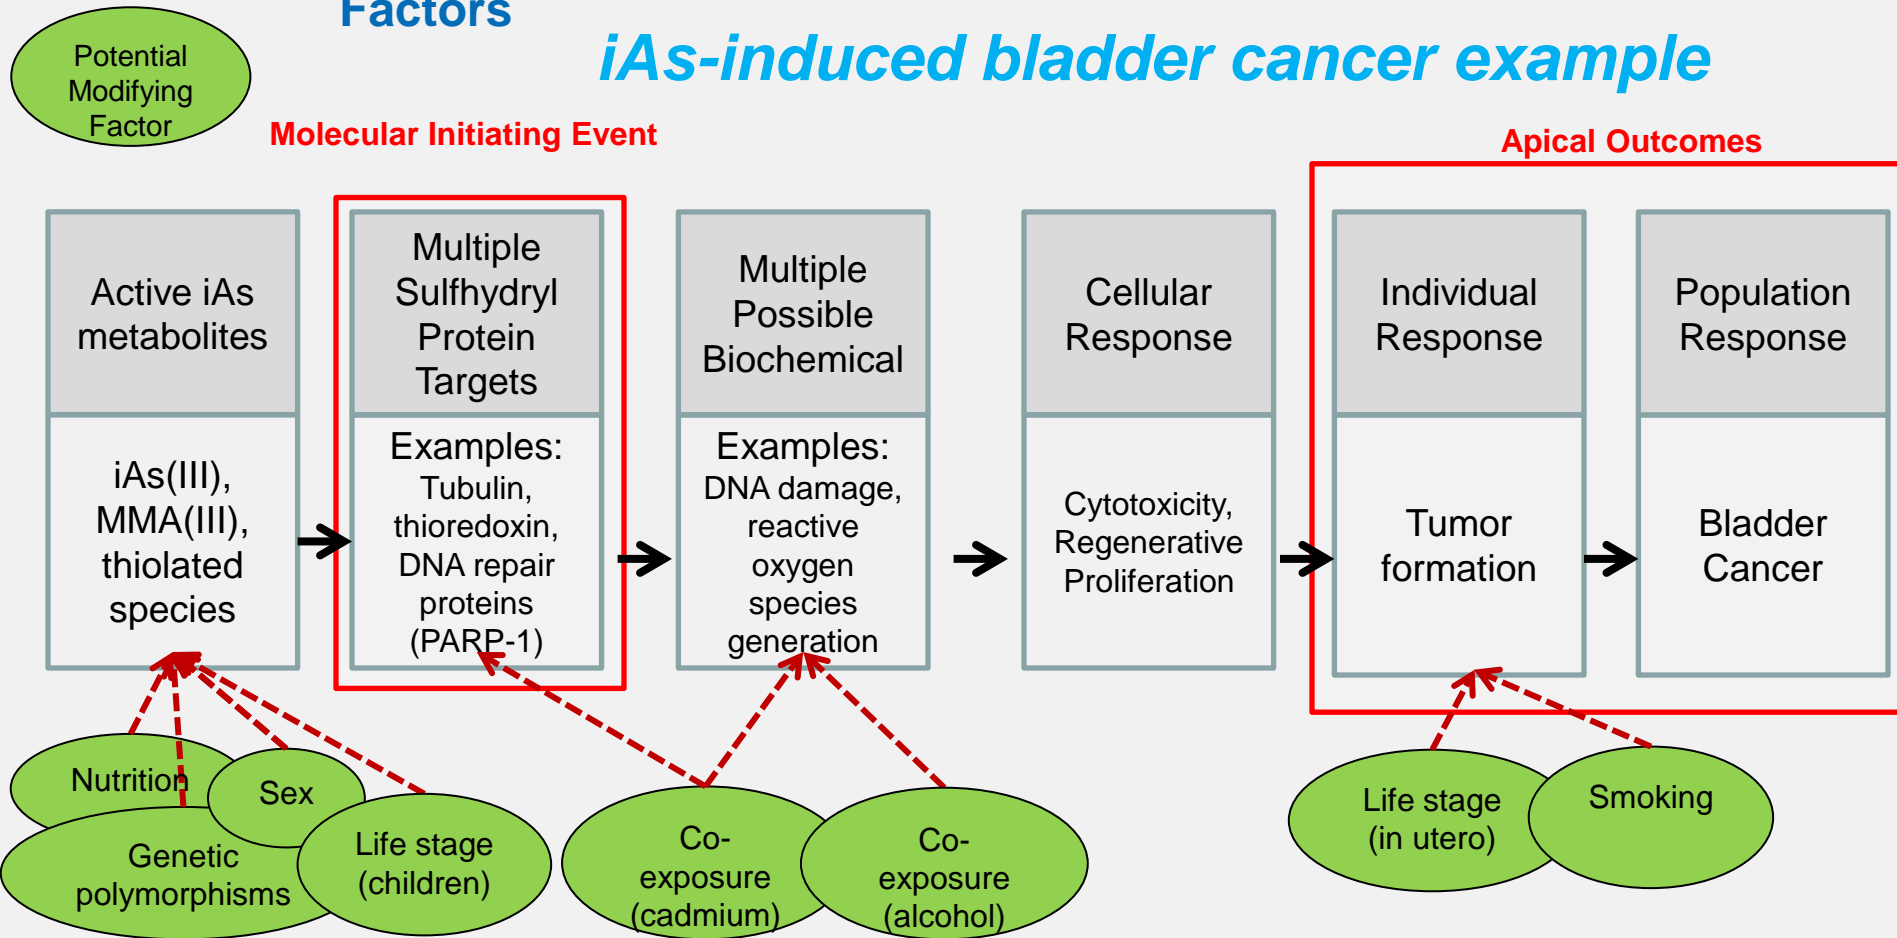 Factors
iAs-induced bladder cancer example
Potential
Modifying
Factor
Molecular Initiating Event
Apical Outcomes
Active iAs
metabolites
iAs(III),
MMA(III),
thiolated
species
Multiple
Sulfhydryl
Protein
Targets
Examples:
Tubulin,
thioredoxin,
DNA repair
proteins
(PARP-1)
Multiple
Possible
Biochemical
Examples:
DNA damage,
reactive
oxygen
species
generation
Cellular
Response
Cytotoxicity,
Regenerative
Proliferation
Individual
Response
Tumor
formation
Population
Response
Bladder
Cancer
Nutrition
Sex
Genetic
polymorphisms
Life stage
(children)
Co-
exposure
(cadmium)
Co-
exposure
(alcohol)
Life stage
(in utero)
Smoking